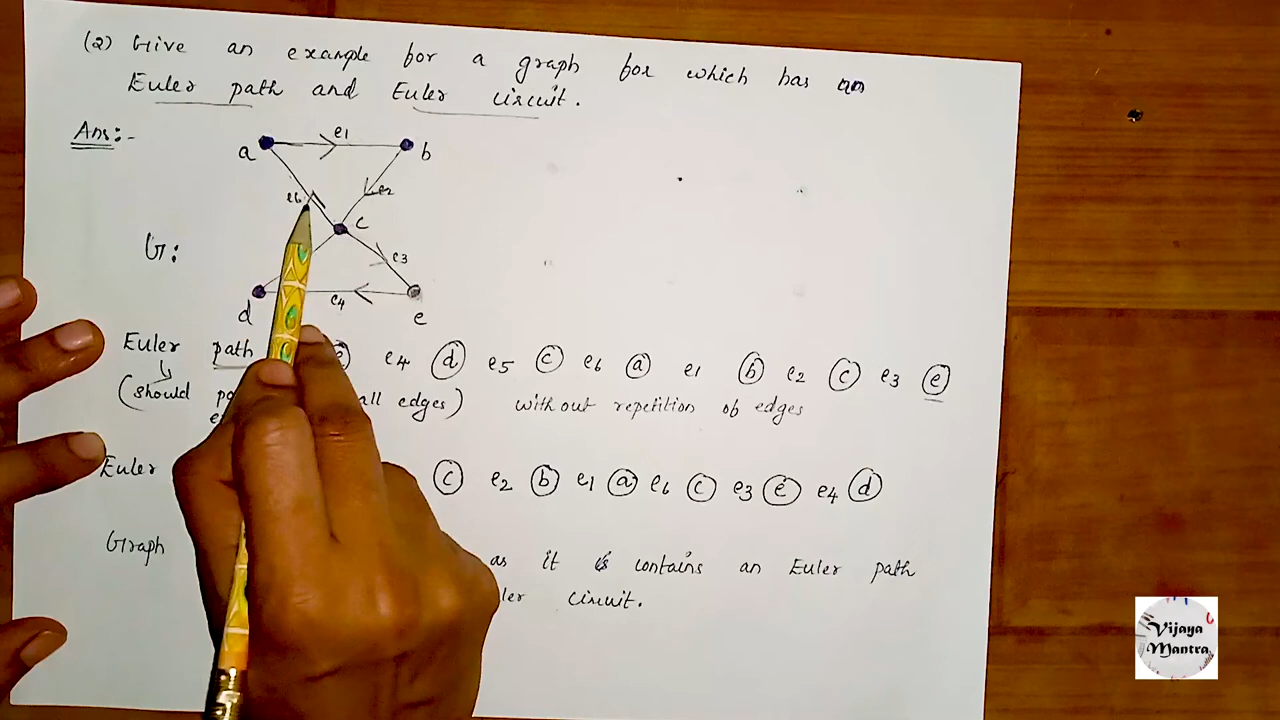 (2) Give an example for a graph for which has an
Euler path and Euler circuit.
Ans:-
a e1 b
e6 e2
c
G:
e3
e4
d e
Euler path e e4 d e5 c e6 a e1 b e2 c e3 e
(should all edges) without repetition of edges
Euler c e2 b e1 a e6 c e3 e e4 d
Graph as it is contains an Euler path
circuit.
Vijaya
Mantra